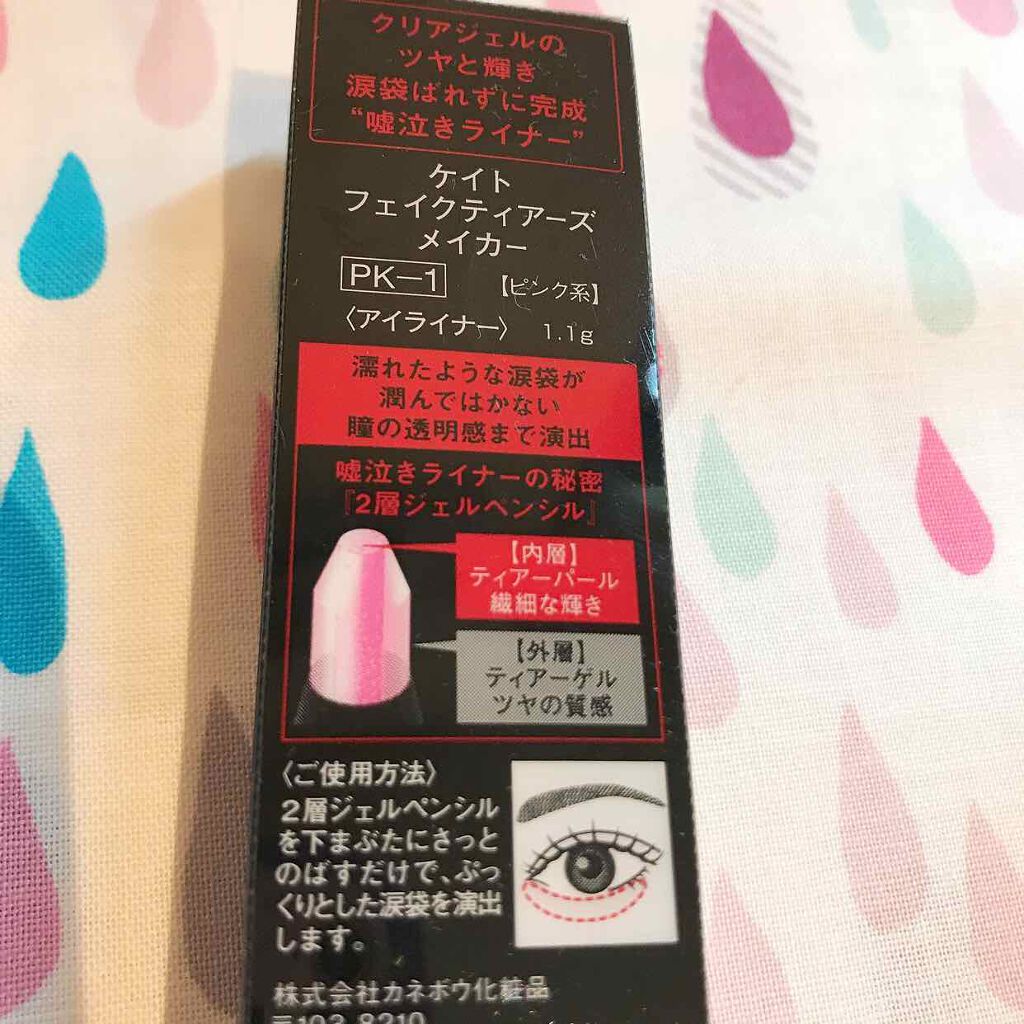 クリアジェルの
ツヤと輝き
涙袋ばれずに完成
“嘘泣きライナー”
ケイト
フェイクティアーズ
メイカー
PK-1 【ピンク系】
〈アイライナー〉 1.1g
濡れたような涙袋が
潤んではかない
瞳の透明感まで演出
嘘泣きライナーの秘密
『2層ジェルペンシル』
【内層】
ティアーパール
繊細な輝き
【外層】
ティアーゲル
ツヤの質感
〈ご使用方法〉
2層ジェルペンシル
を下まぶたにさっと
のばすだけで、ぷっ
くりとした涙袋を演出
します。
株式会社カネボウ化粧品
〒103-8210